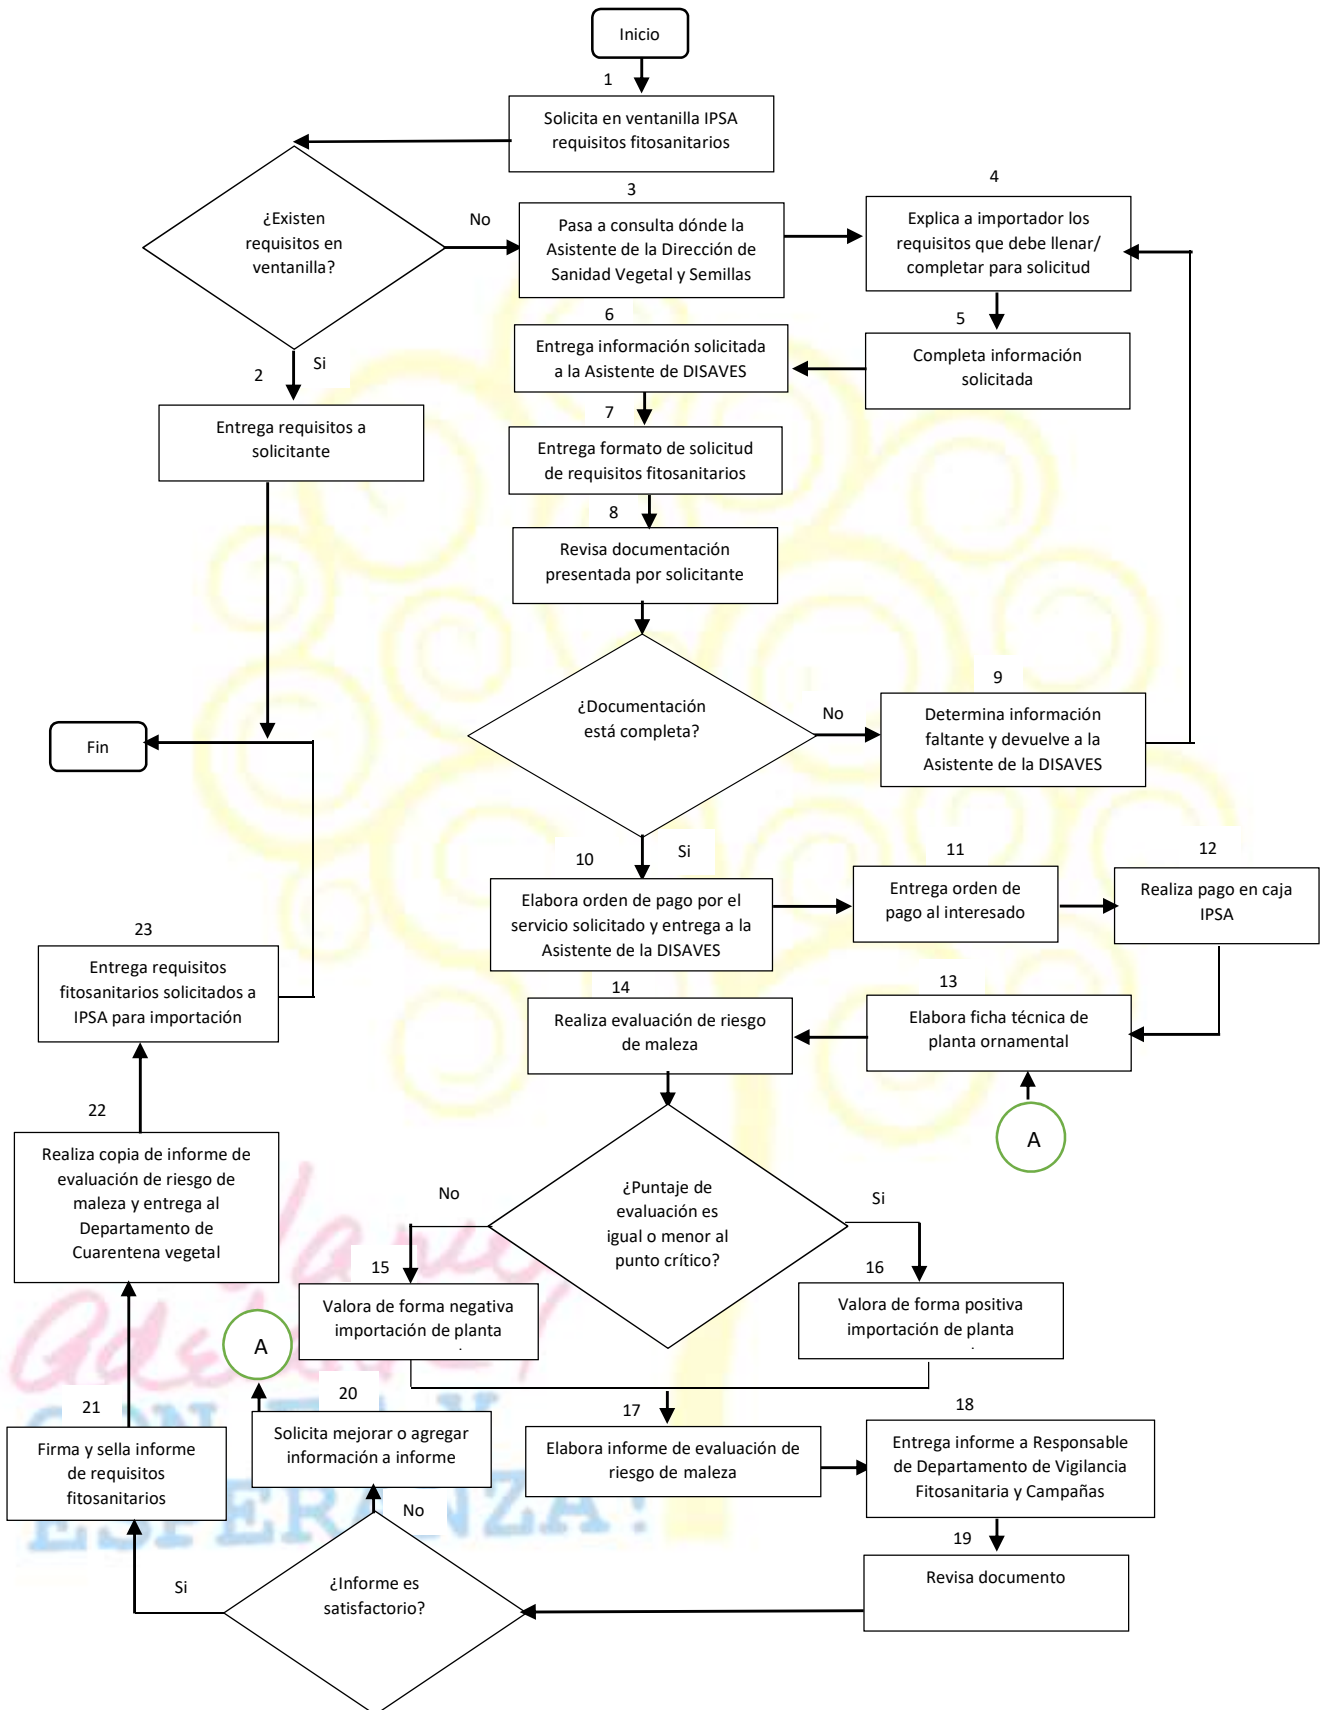 Inicio
1
Solicita en ventanilla IPSA
requisitos fitosanitarios
¿Existen
requisitos en
ventanilla?
No
3
Pasa a consulta dónde la
Asistente de la Dirección de
Sanidad Vegetal y Semillas
4
Explica a importador los
requisitos que debe llenar/
completar para solicitud
5
Completa información
solicitada
6
Entrega información solicitada
a la Asistente de DISAVES
Si
2
Entrega requisitos a
solicitante
7
Entrega formato de solicitud
de requisitos fitosanitarios
8
Revisa documentación
presentada por solicitante
¿Documentación
está completa?
No
9
Determina información
faltante y devuelve a la
Asistente de la DISAVES
Fin
Si
10
Elabora orden de pago por el
servicio solicitado y entrega a la
Asistente de la DISAVES
11
Entrega orden de
pago al interesado
12
Realiza pago en caja
IPSA
13
Elabora ficha técnica de
planta ornamental
A
14
Realiza evaluación de riesgo
de maleza
¿Puntaje de
evaluación es
igual o menor al
punto crítico?
No
15
Valora de forma negativa
importación de planta
Si
16
Valora de forma positiva
importación de planta
17
Elabora informe de evaluación de
riesgo de maleza
18
Entrega informe a Responsable
de Departamento de Vigilancia
Fitosanitaria y Campañas
19
Revisa documento
¿Informe es
satisfactorio?
No
20
Solicita mejorar o agregar
información a informe
A
Si
21
Firma y sella informe
de requisitos
fitosanitarios
22
Realiza copia de informe de
evaluación de riesgo de
maleza y entrega al
Departamento de
Cuarentena vegetal
23
Entrega requisitos
fitosanitarios solicitados a
IPSA para importación
ESPERANZA!